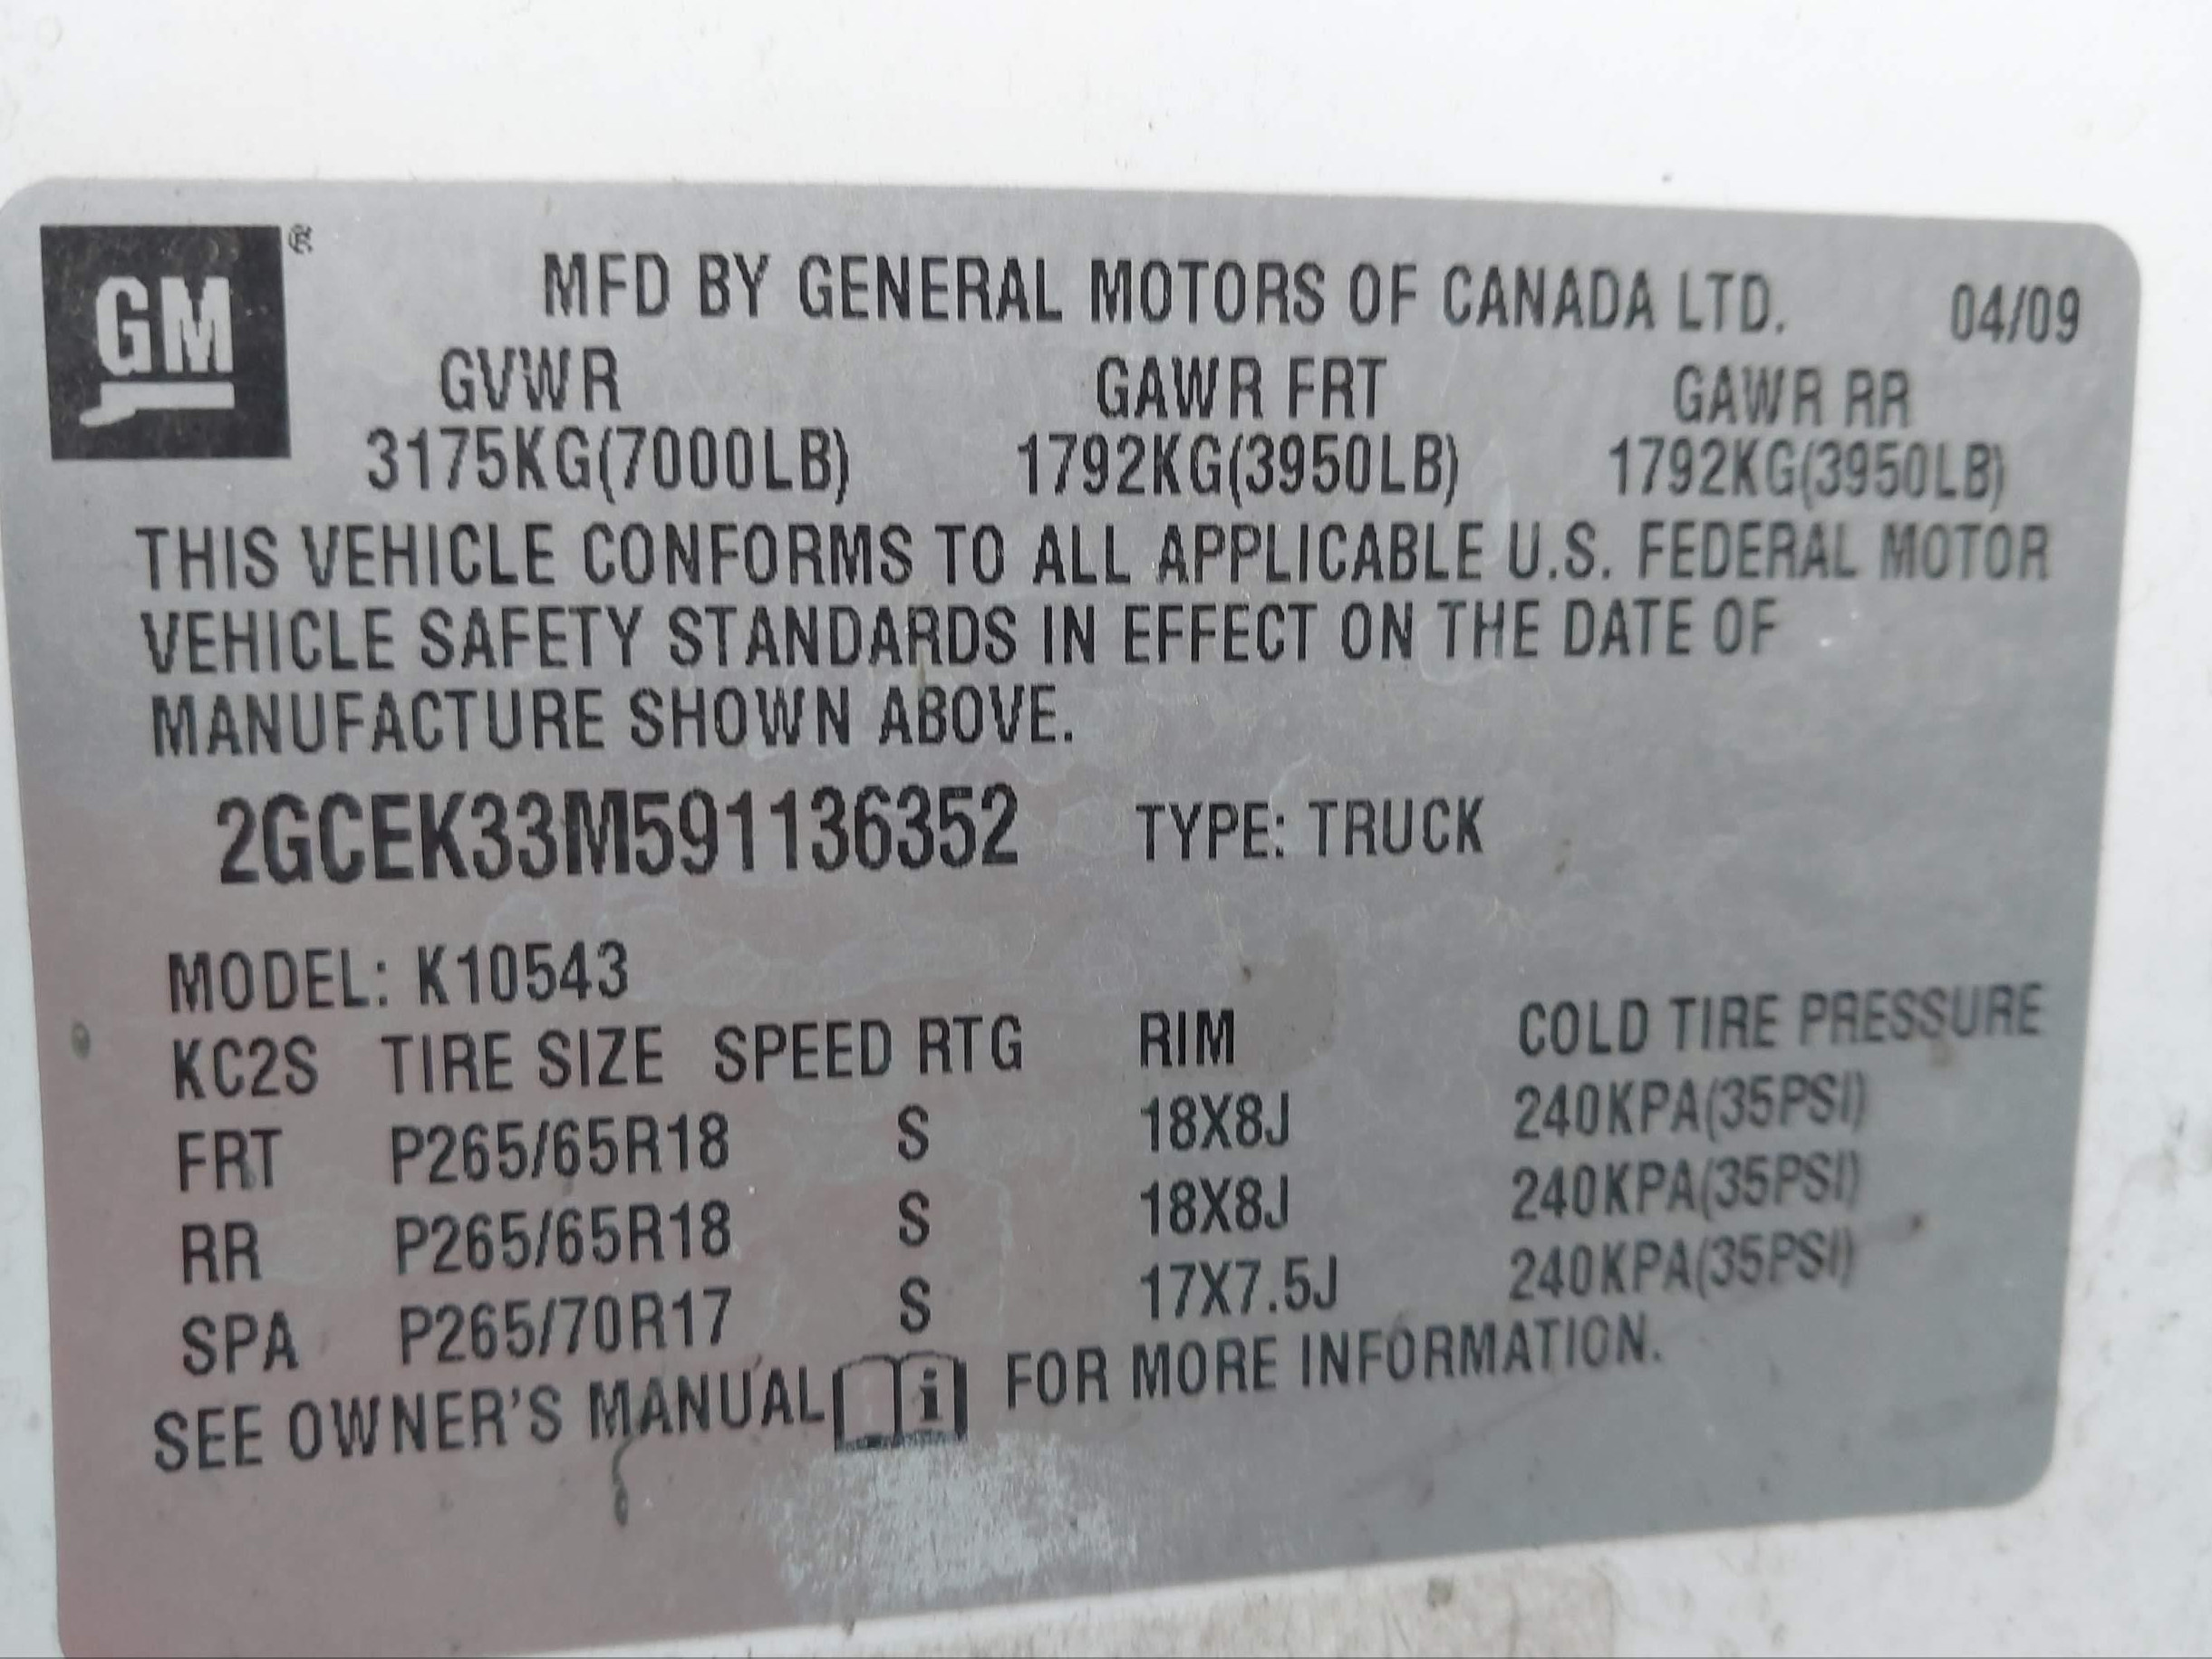 GM ®
MFD BY GENERAL MOTORS OF CANADA LTD. 04/09
GVWR GAWR FRT GAWR RR
3175KG(7000LB) 1792KG(3950LB) 1792KG(3950LB)
THIS VEHICLE CONFORMS TO ALL APPLICABLE U.S. FEDERAL MOTOR
VEHICLE SAFETY STANDARDS IN EFFECT ON THE DATE OF
MANUFACTURE SHOWN ABOVE.
2GCEK33M591136352 TYPE: TRUCK
MODEL: K10543
KC2S TIRE SIZE SPEED RTG RIM COLD TIRE PRESSURE
FRT P265/65R18 S 18X8J 240KPA(35PSI)
RR P265/65R18 S 18X8J 240KPA(35PSI)
SPA P265/70R17 S 17X7.5J 240KPA(35PSI)
SEE OWNER'S MANUAL i FOR MORE INFORMATION.